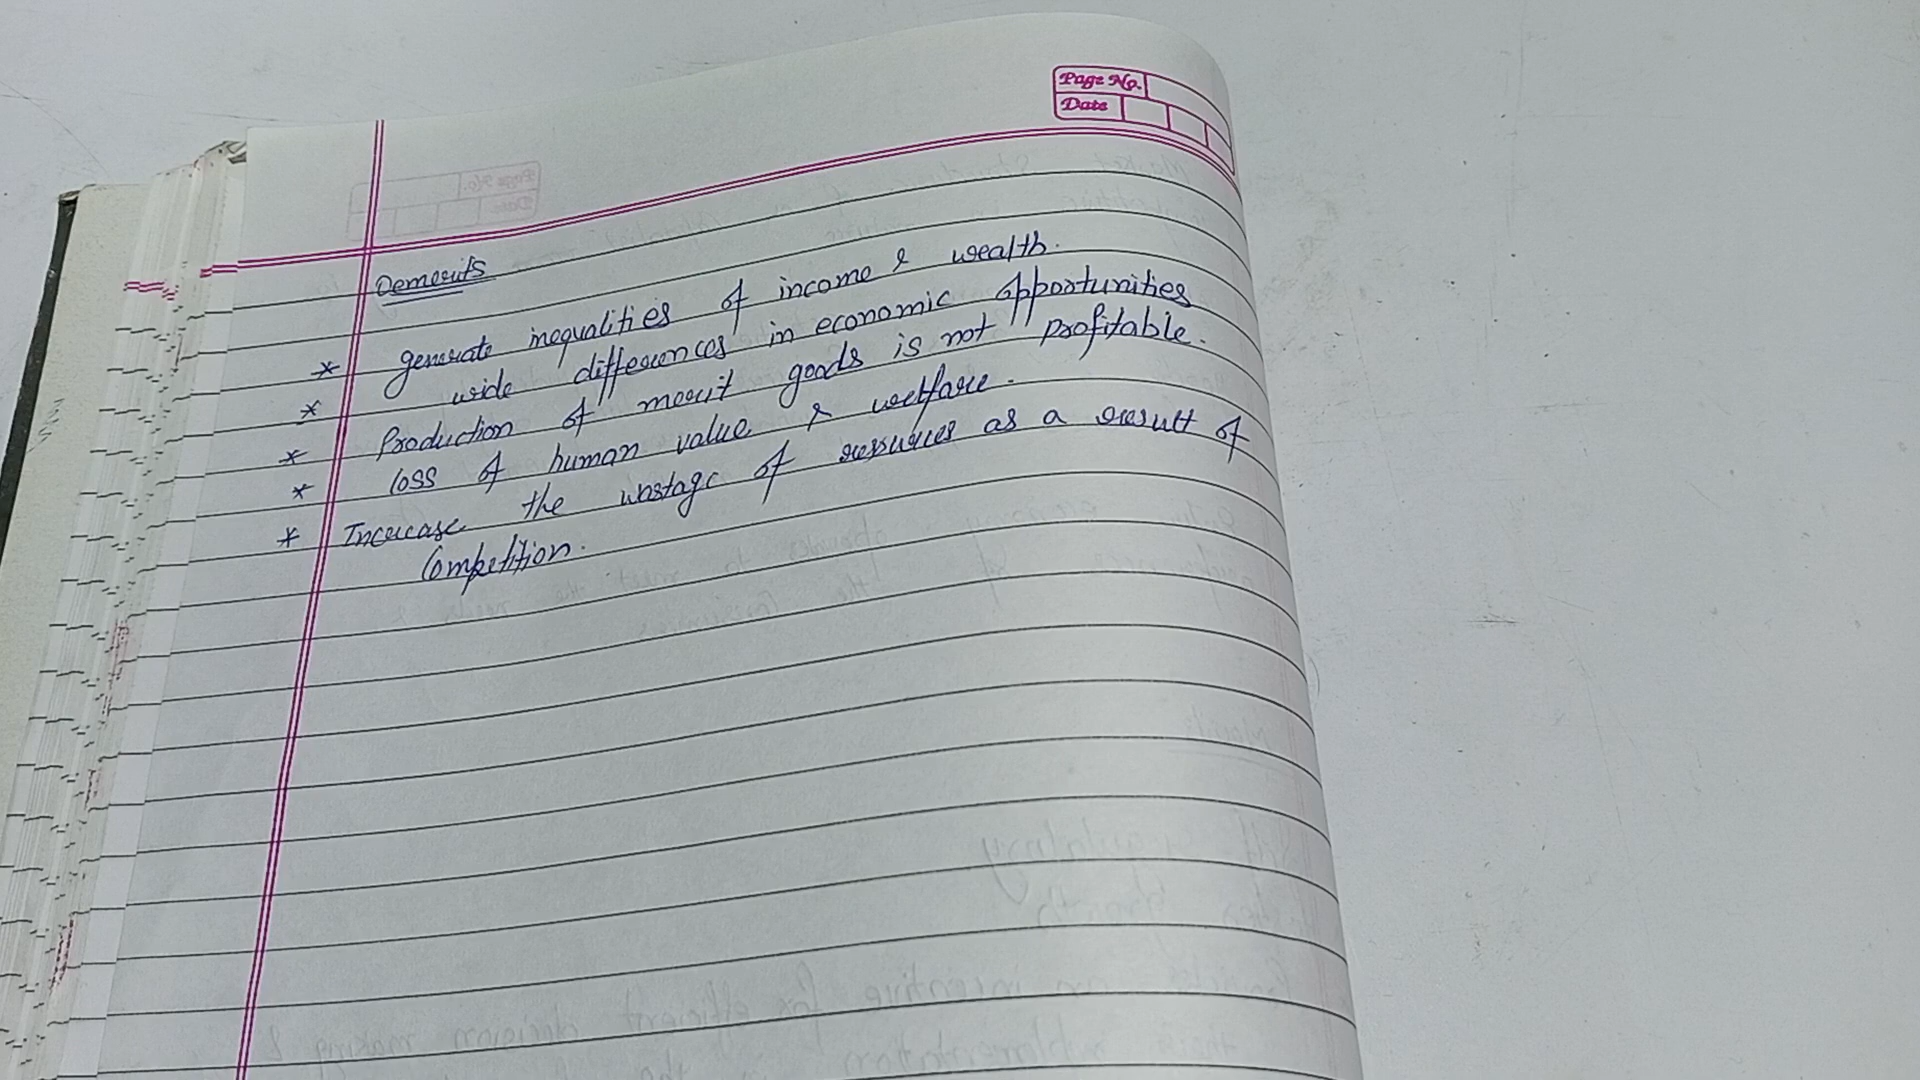 Page No.
Date
Demerits
* generate inequalities of income & wealth.
* wide differences in economic opportunities
* Production of merit goods is not profitable.
* loss of human value & welfare.
* Increase the wastage of resources as a result of
Competition.